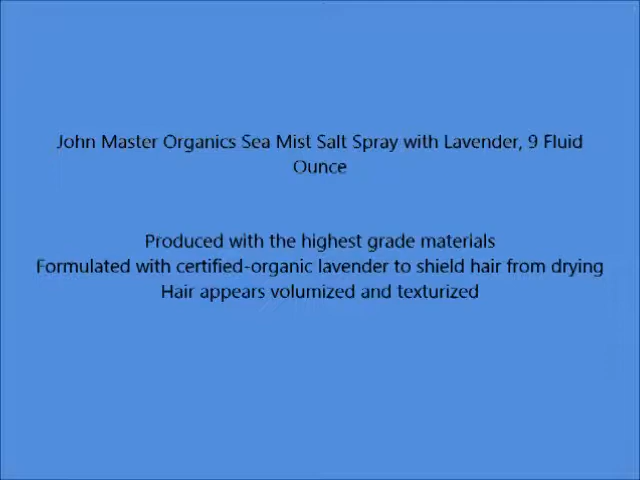 John Master Organics Sea Mist Salt Spray with Lavender, 9 Fluid
Ounce
Produced with the highest grade materials
Formulated with certified-organic lavender to shield hair from drying
Hair appears volumized and texturized